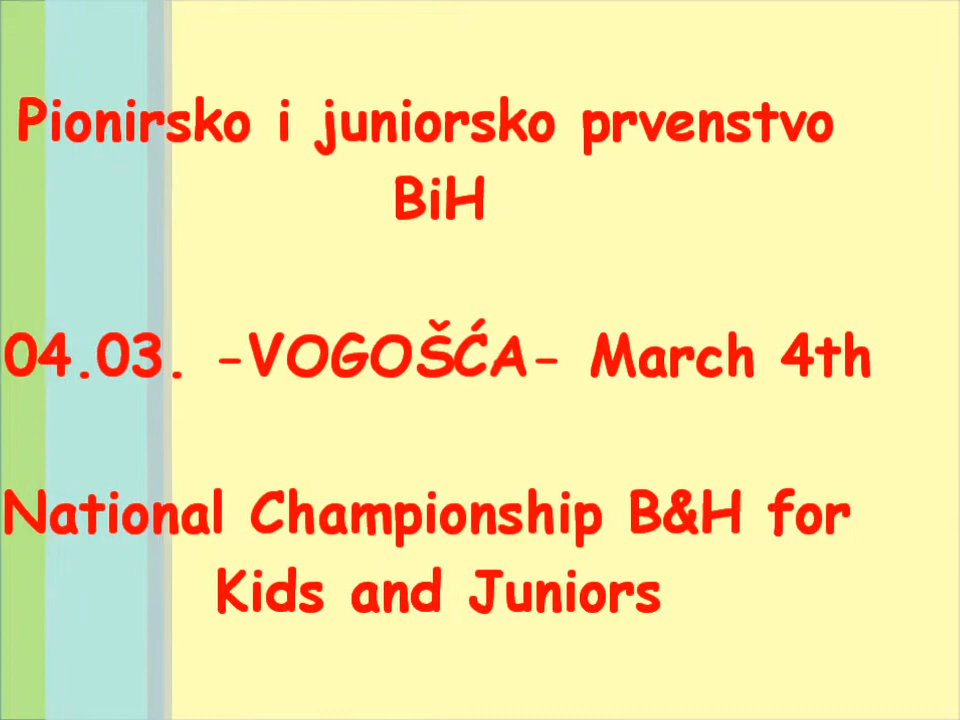 Pionirsko i juniorsko prvenstvo
BiH
04.03. -VOGOŠĆA- March 4th
National Championship B&H for
Kids and Juniors